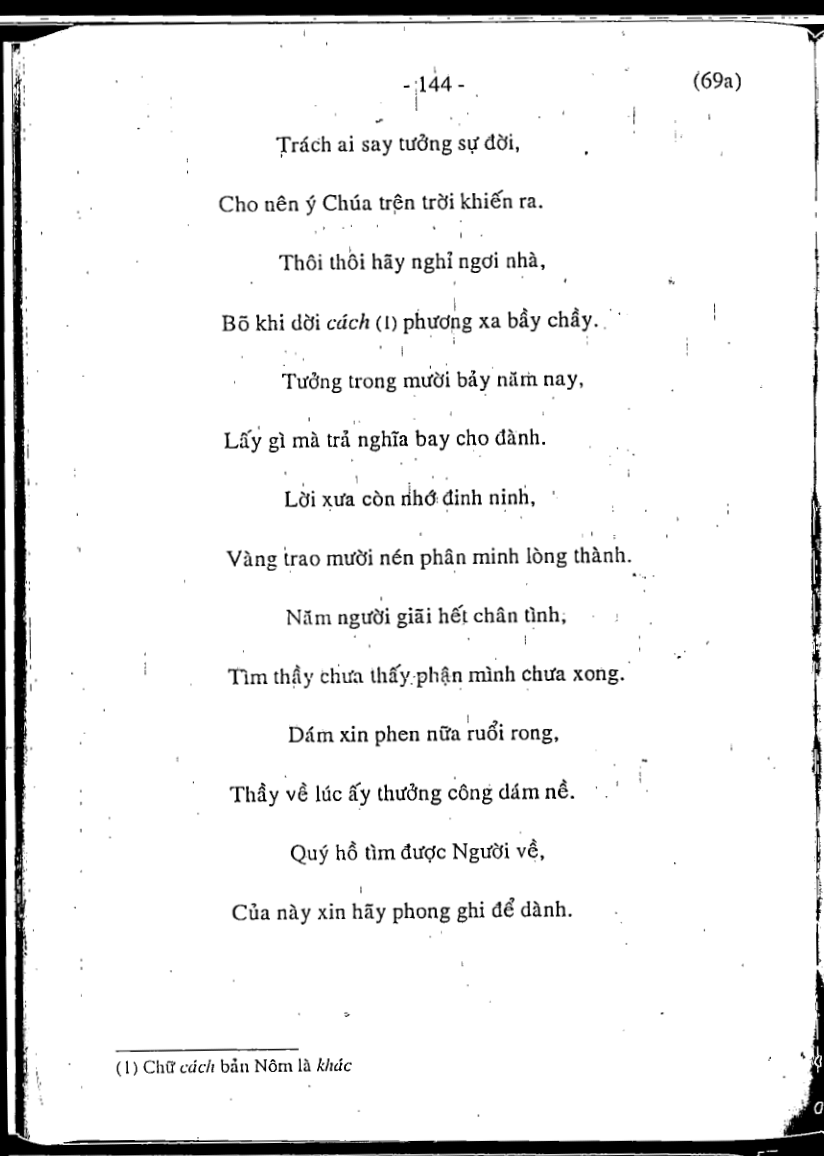 - 144 -
(69a)
Trách ai say tưởng sự đời,
Cho nên ý Chúa trên trời khiến ra.
Thôi thôi hãy nghỉ ngơi nhà,
Bõ khi dời cách (1) phương xa bầy chầy.
Tưởng trong mười bảy năm nay,
Lấy gì mà trả nghĩa bay cho đành.
Lời xưa còn nhớ đinh ninh,
Vàng trao mười nén phân minh lòng thành.
Năm người giãi hết chân tình,
Tìm thầy chưa thấy phận mình chưa xong.
Dám xin phen nữa ruổi rong,
Thầy về lúc ấy thưởng công dám nề.
Quý hồ tìm được Người về,
Của này xin hãy phong ghi để dành.
(1) Chữ cách bản Nôm là khác